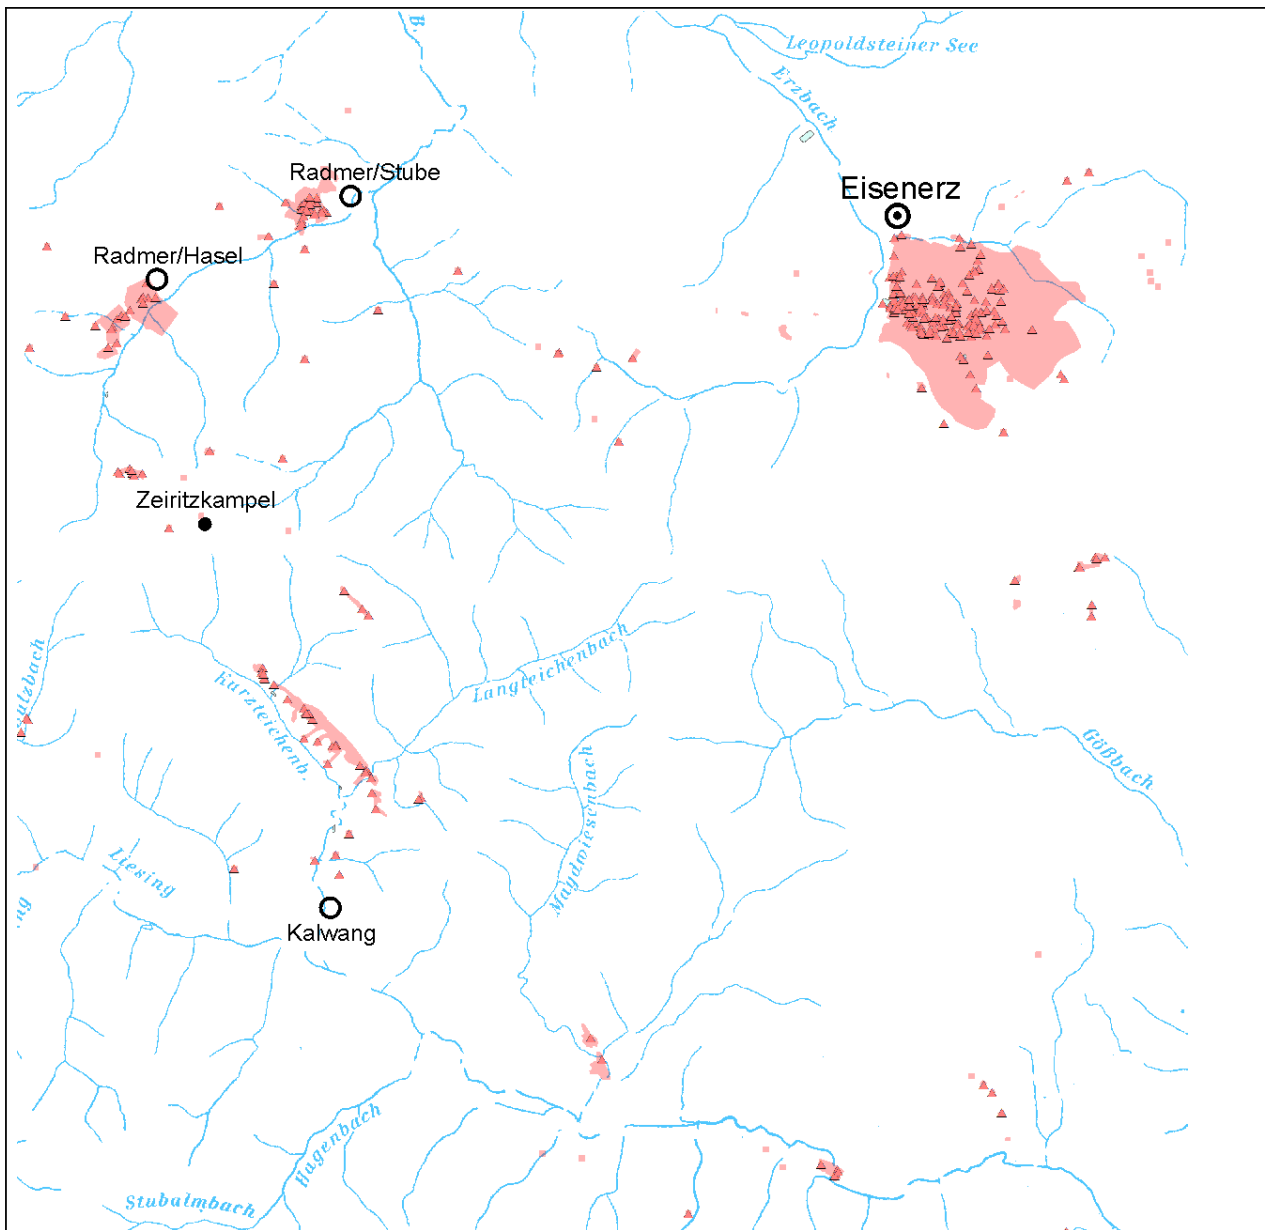 Leopoldsteiner See
Erzbach
Radmer/Stube
Eisenerz
Radmer/Hasel
Zeiritzkampel
Langteichenbach
Kurzteichenb.
Gößbach
Maydwiesenbach
Liesing
Kalwang
Hagenbach
Stubalmbach